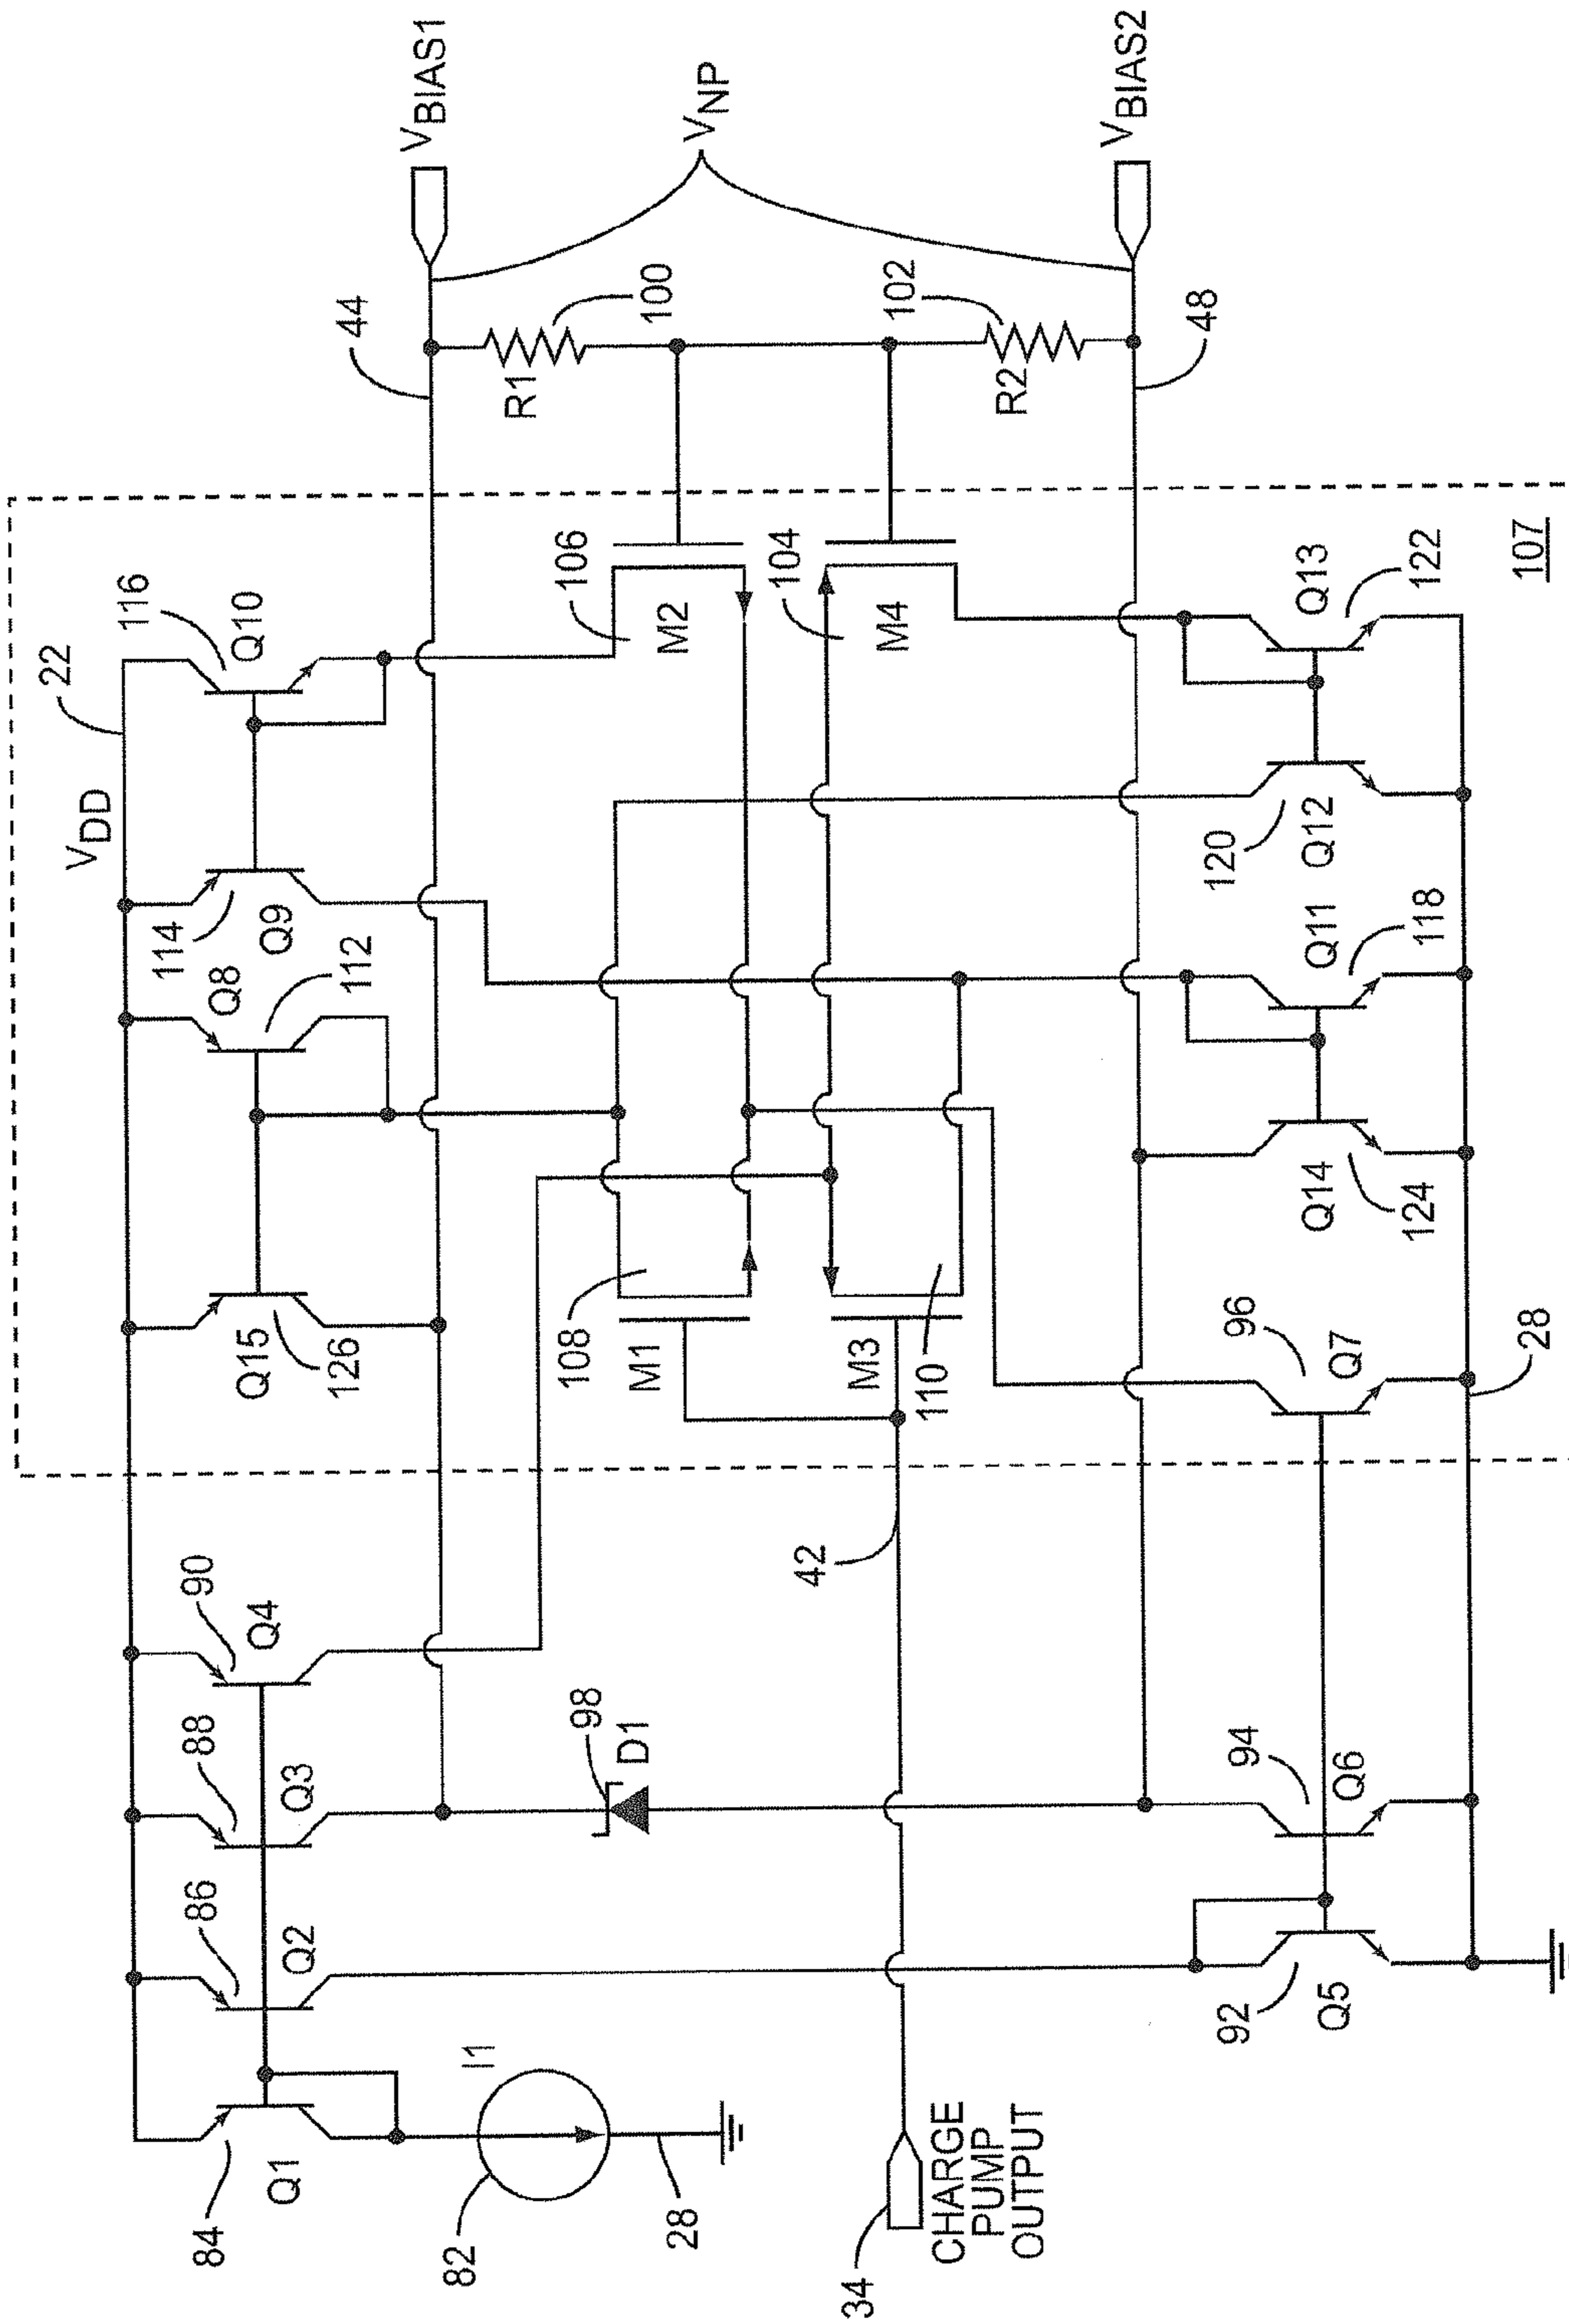 22
VDD
116
Q10
114
Q9
Q8
112
Q15
126
90
Q4
88
Q3
86
Q2
84
Q1
I1
82
28
44
VBIAS1
100
R1
VNP
102
R2
48
VBIAS2
106
M2
104
M4
108
M1
M3
110
42
98
D1
34
CHARGE
PUMP
OUTPUT
Q13
122
120
Q12
Q11
118
Q14
124
96
Q7
28
94
Q6
92
Q5
107